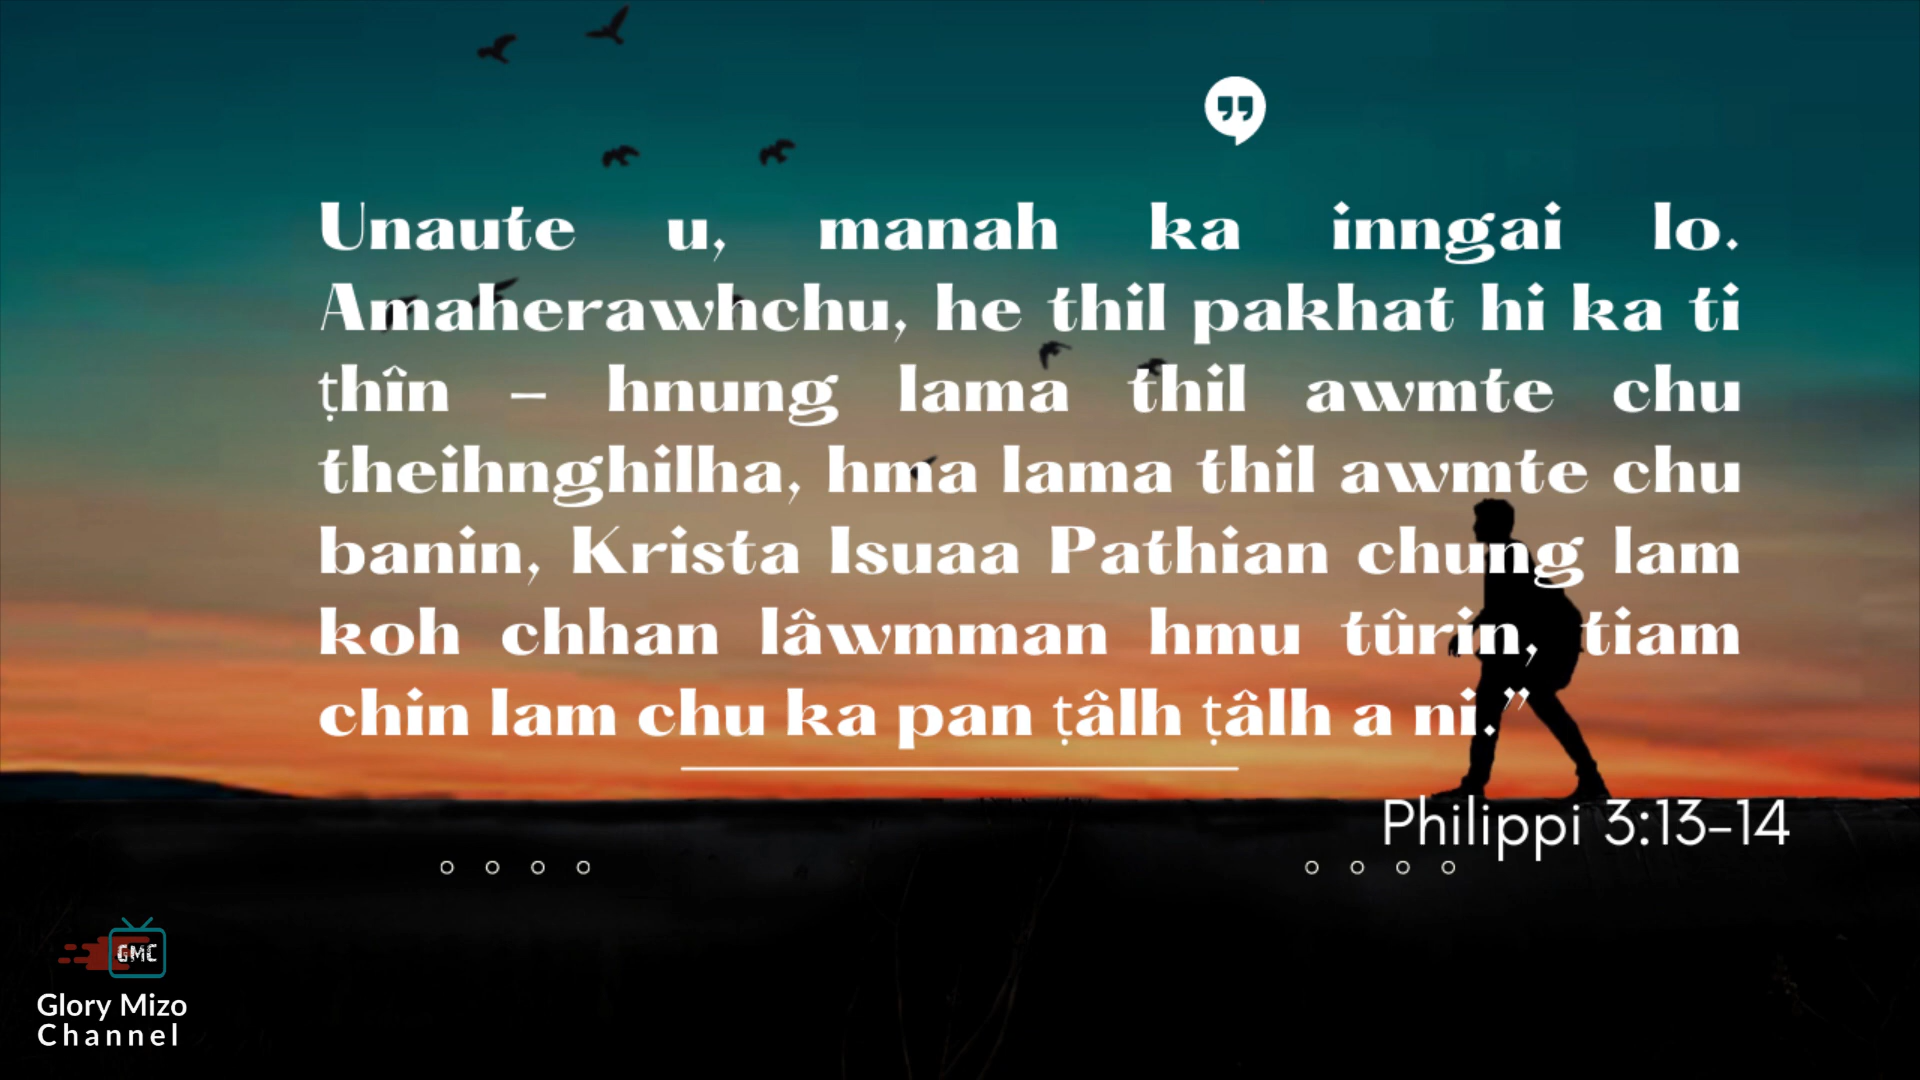 Unaute u, manah ka inngai lo.
Amaherawhchu, he thil pakhat hi ka ti
ṭhîn – hnung lama thil awmte chu
theihnghilha, hma lama thil awmte chu
banin, Krista Isuaa Pathian chung lam
koh chhan lâwmman hmu tûrin, tiam
chin lam chu ka pan ṭâlh ṭâlh a ni.”
Philippi 3:13-14
GMC
Glory Mizo
Channel